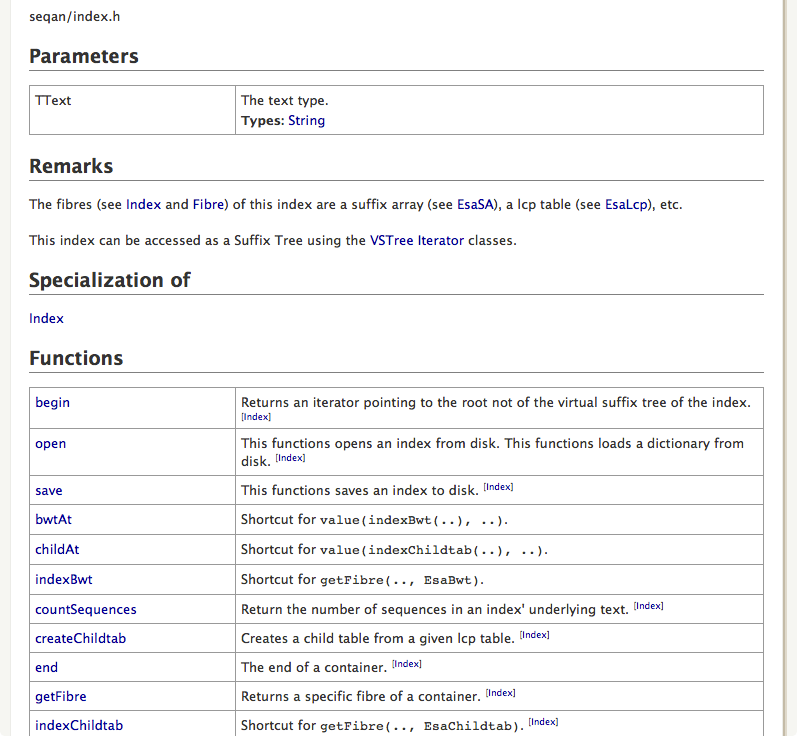 seqan/index.h
Parameters
TText
The text type.
Types: String
Remarks
The fibres (see Index and Fibre) of this index are a suffix array (see EsaSA), a lcp table (see EsaLcp), etc.
This index can be accessed as a Suffix Tree using the VSTree Iterator classes.
Specialization of
Index
Functions
begin
Returns an iterator pointing to the root not of the virtual suffix tree of the index.
[Index]
open
This functions opens an index from disk. This functions loads a dictionary from
disk. [Index]
save
This functions saves an index to disk. [Index]
bwtAt
Shortcut for value(indexBwt(..), ..).
childAt
Shortcut for value(indexChildtab(..), ..).
indexBwt
Shortcut for getFibre(.., EsaBwt).
countSequences
Return the number of sequences in an index' underlying text. [Index]
createChildtab
Creates a child table from a given lcp table. [Index]
end
The end of a container. [Index]
getFibre
Returns a specific fibre of a container. [Index]
indexChildtab
Shortcut for getFibre(.., EsaChildtab). [Index]